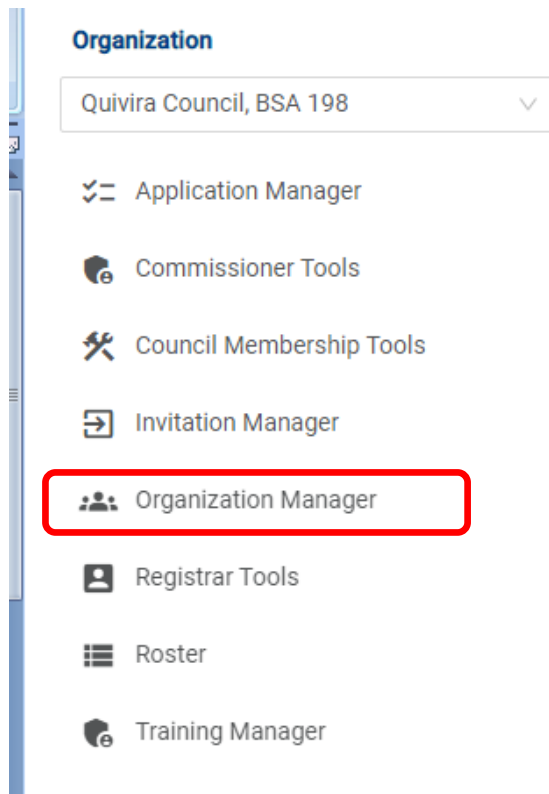 Organization
Quivira Council, BSA 198
Application Manager
Commissioner Tools
Council Membership Tools
Invitation Manager
Organization Manager
Registrar Tools
Roster
Training Manager